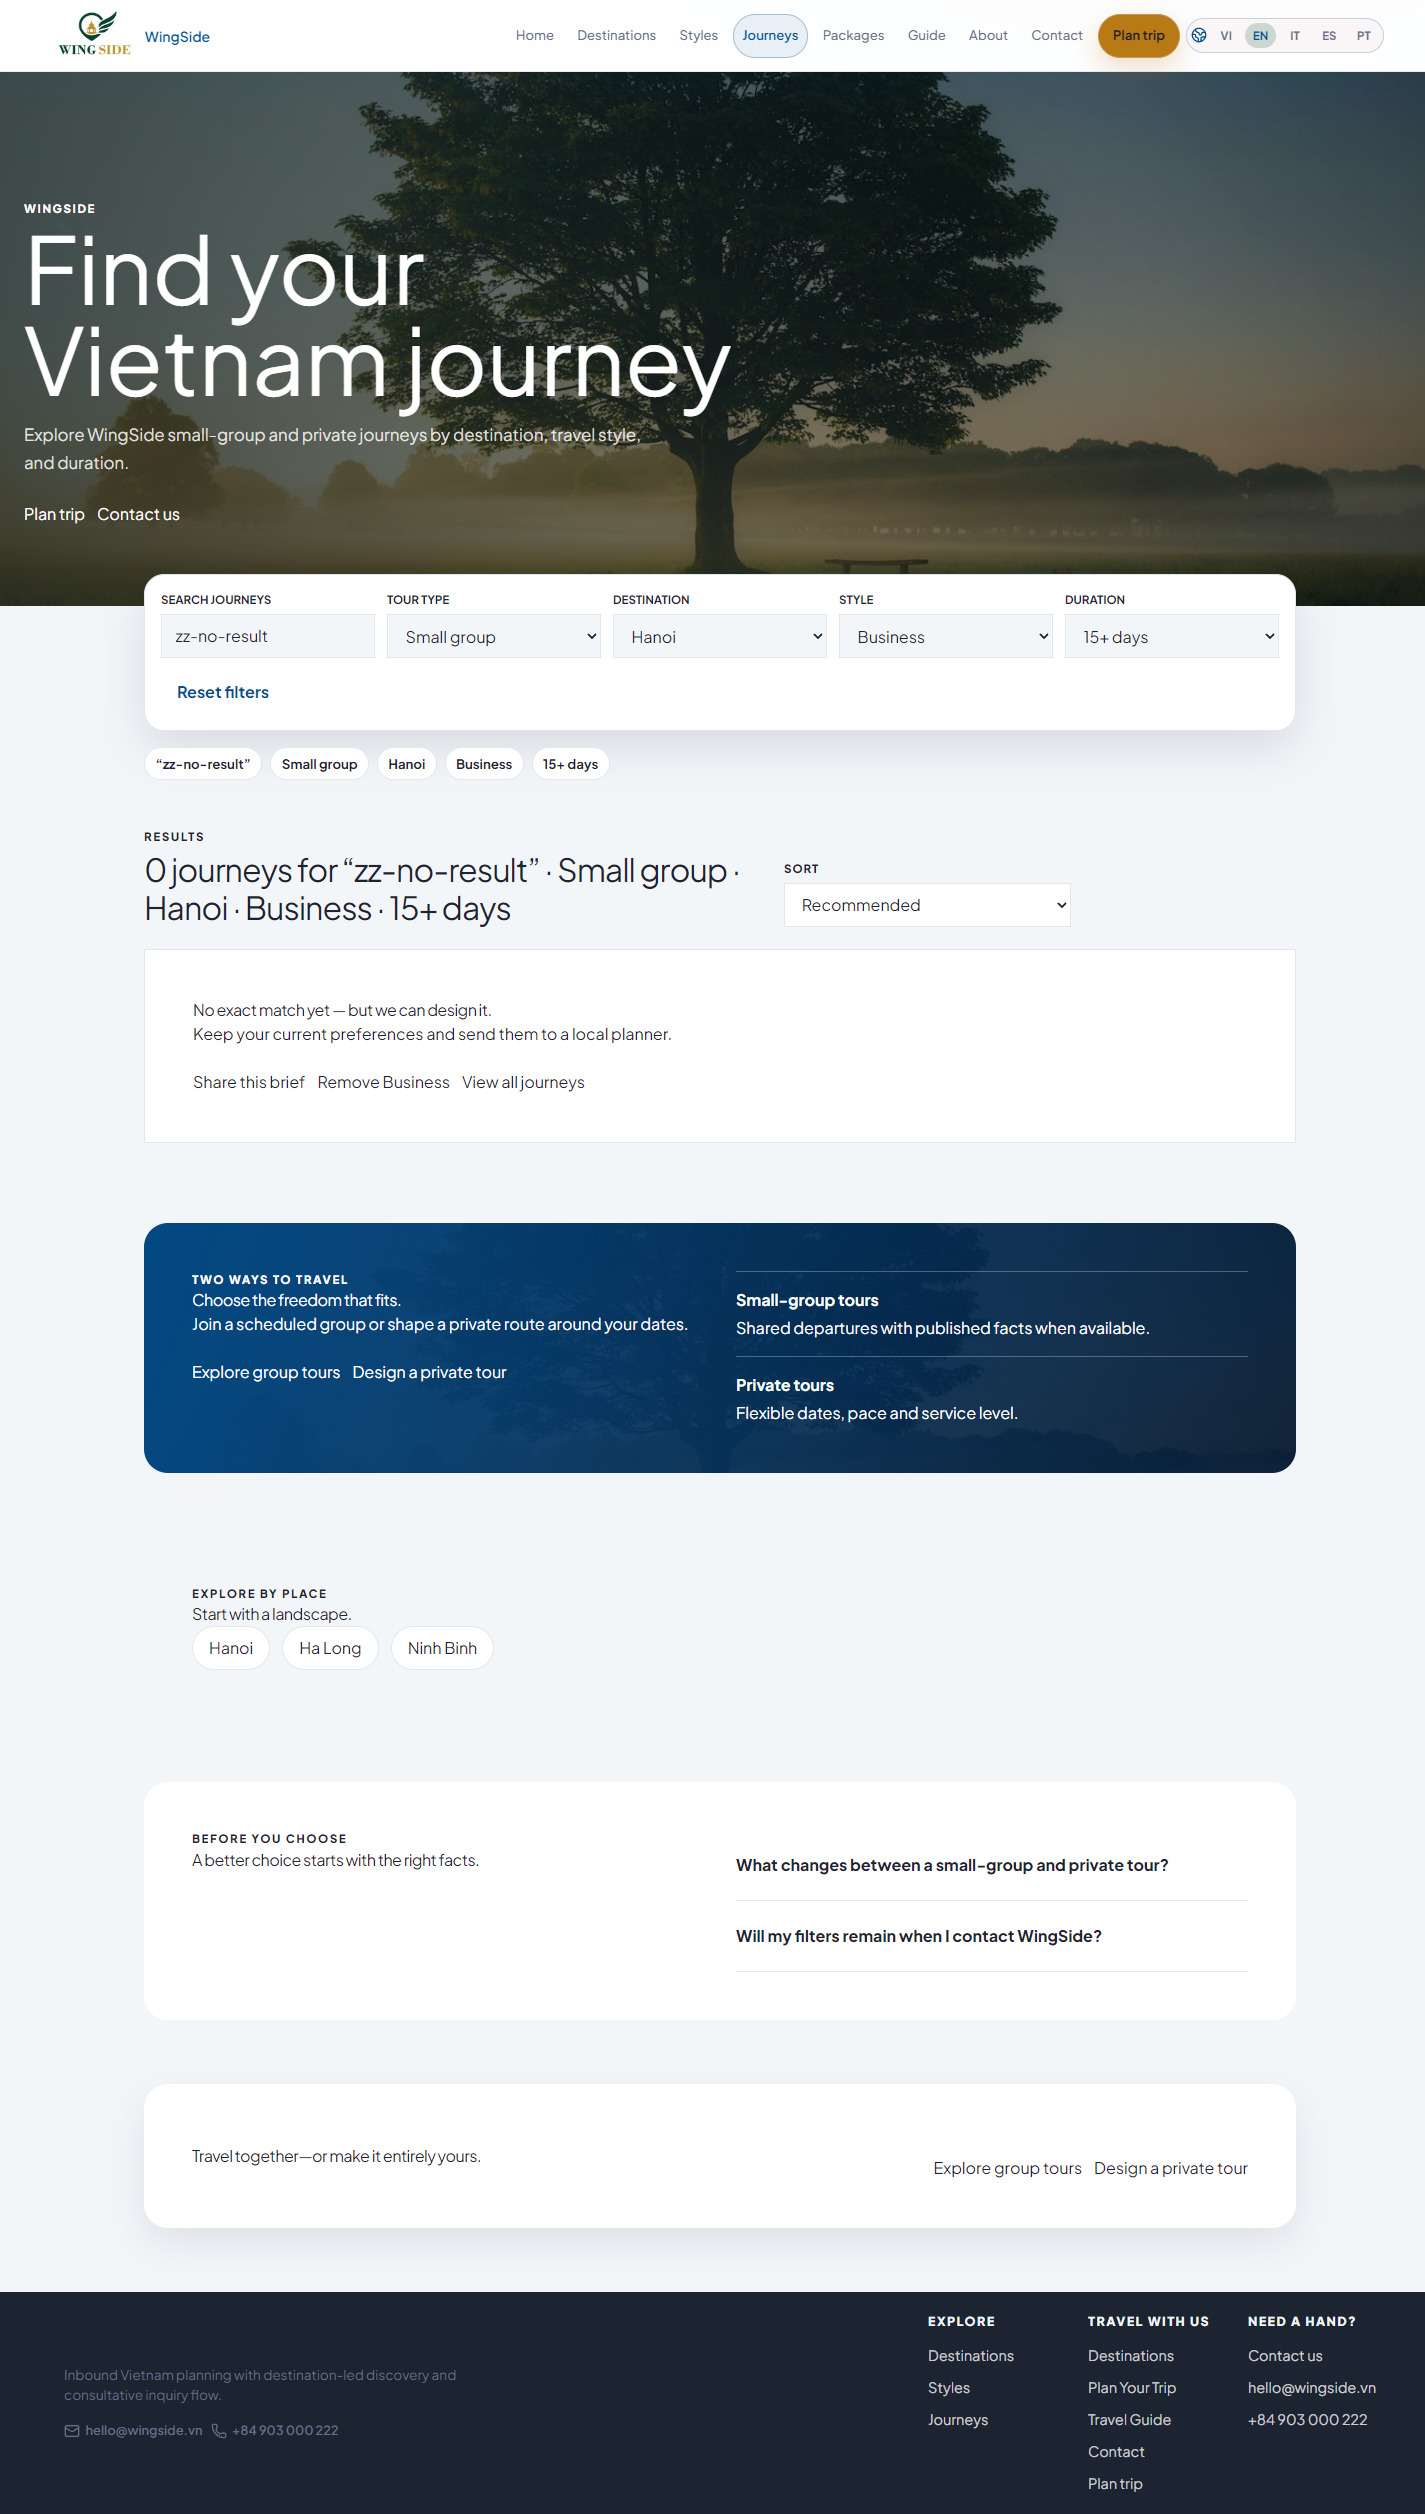 WING SIDE
WingSide
Home Destinations Styles Journeys Packages Guide About Contact Plan trip VI EN IT ES PT
WINGSIDE
Find your
Vietnam journey
Explore WingSide small-group and private journeys by destination, travel style,
and duration.
Plan trip Contact us
SEARCH JOURNEYS TOUR TYPE DESTINATION STYLE DURATION
zz-no-result Small group Hanoi Business 15+ days
Reset filters
“zz-no-result” Small group Hanoi Business 15+ days
RESULTS
0 journeys for “zz-no-result” · Small group ·
Hanoi · Business · 15+ days
SORT
Recommended
No exact match yet — but we can design it.
Keep your current preferences and send them to a local planner.
Share this brief Remove Business View all journeys
TWO WAYS TO TRAVEL
Choose the freedom that fits.
Join a scheduled group or shape a private route around your dates.
Explore group tours Design a private tour
Small-group tours
Shared departures with published facts when available.
Private tours
Flexible dates, pace and service level.
EXPLORE BY PLACE
Start with a landscape.
Hanoi Ha Long Ninh Binh
BEFORE YOU CHOOSE
A better choice starts with the right facts.
What changes between a small-group and private tour?
Will my filters remain when I contact WingSide?
Travel together—or make it entirely yours.
Explore group tours Design a private tour
Inbound Vietnam planning with destination-led discovery and
consultative inquiry flow.
hello@wingside.vn +84 903 000 222
EXPLORE
Destinations
Styles
Journeys
TRAVEL WITH US
Destinations
Plan Your Trip
Travel Guide
Contact
Plan trip
NEED A HAND?
Contact us
hello@wingside.vn
+84 903 000 222